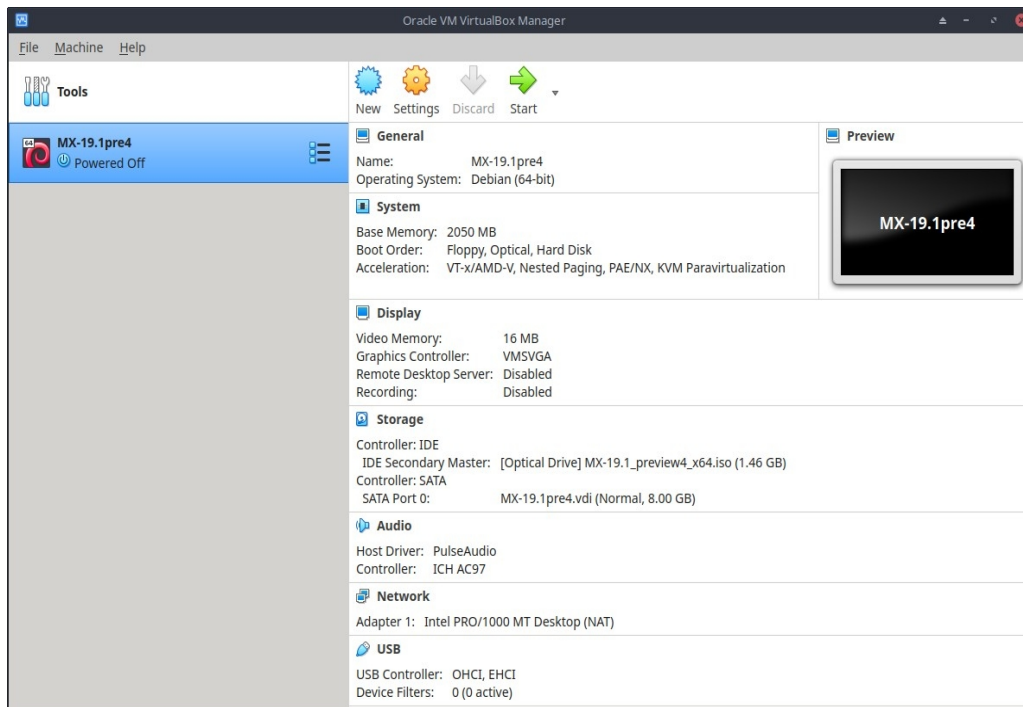 Oracle VM VirtualBox Manager
File Machine Help
Tools
New Settings Discard Start
64
MX-19.1pre4
Powered Off
General
Name: MX-19.1pre4
Operating System: Debian (64-bit)
Preview
MX-19.1pre4
System
Base Memory: 2050 MB
Boot Order: Floppy, Optical, Hard Disk
Acceleration: VT-x/AMD-V, Nested Paging, PAE/NX, KVM Paravirtualization
Display
Video Memory: 16 MB
Graphics Controller: VMSVGA
Remote Desktop Server: Disabled
Recording: Disabled
Storage
Controller: IDE
IDE Secondary Master: [Optical Drive] MX-19.1_preview4_x64.iso (1.46 GB)
Controller: SATA
SATA Port 0: MX-19.1pre4.vdi (Normal, 8.00 GB)
Audio
Host Driver: PulseAudio
Controller: ICH AC97
Network
Adapter 1: Intel PRO/1000 MT Desktop (NAT)
USB
USB Controller: OHCI, EHCI
Device Filters: 0 (0 active)